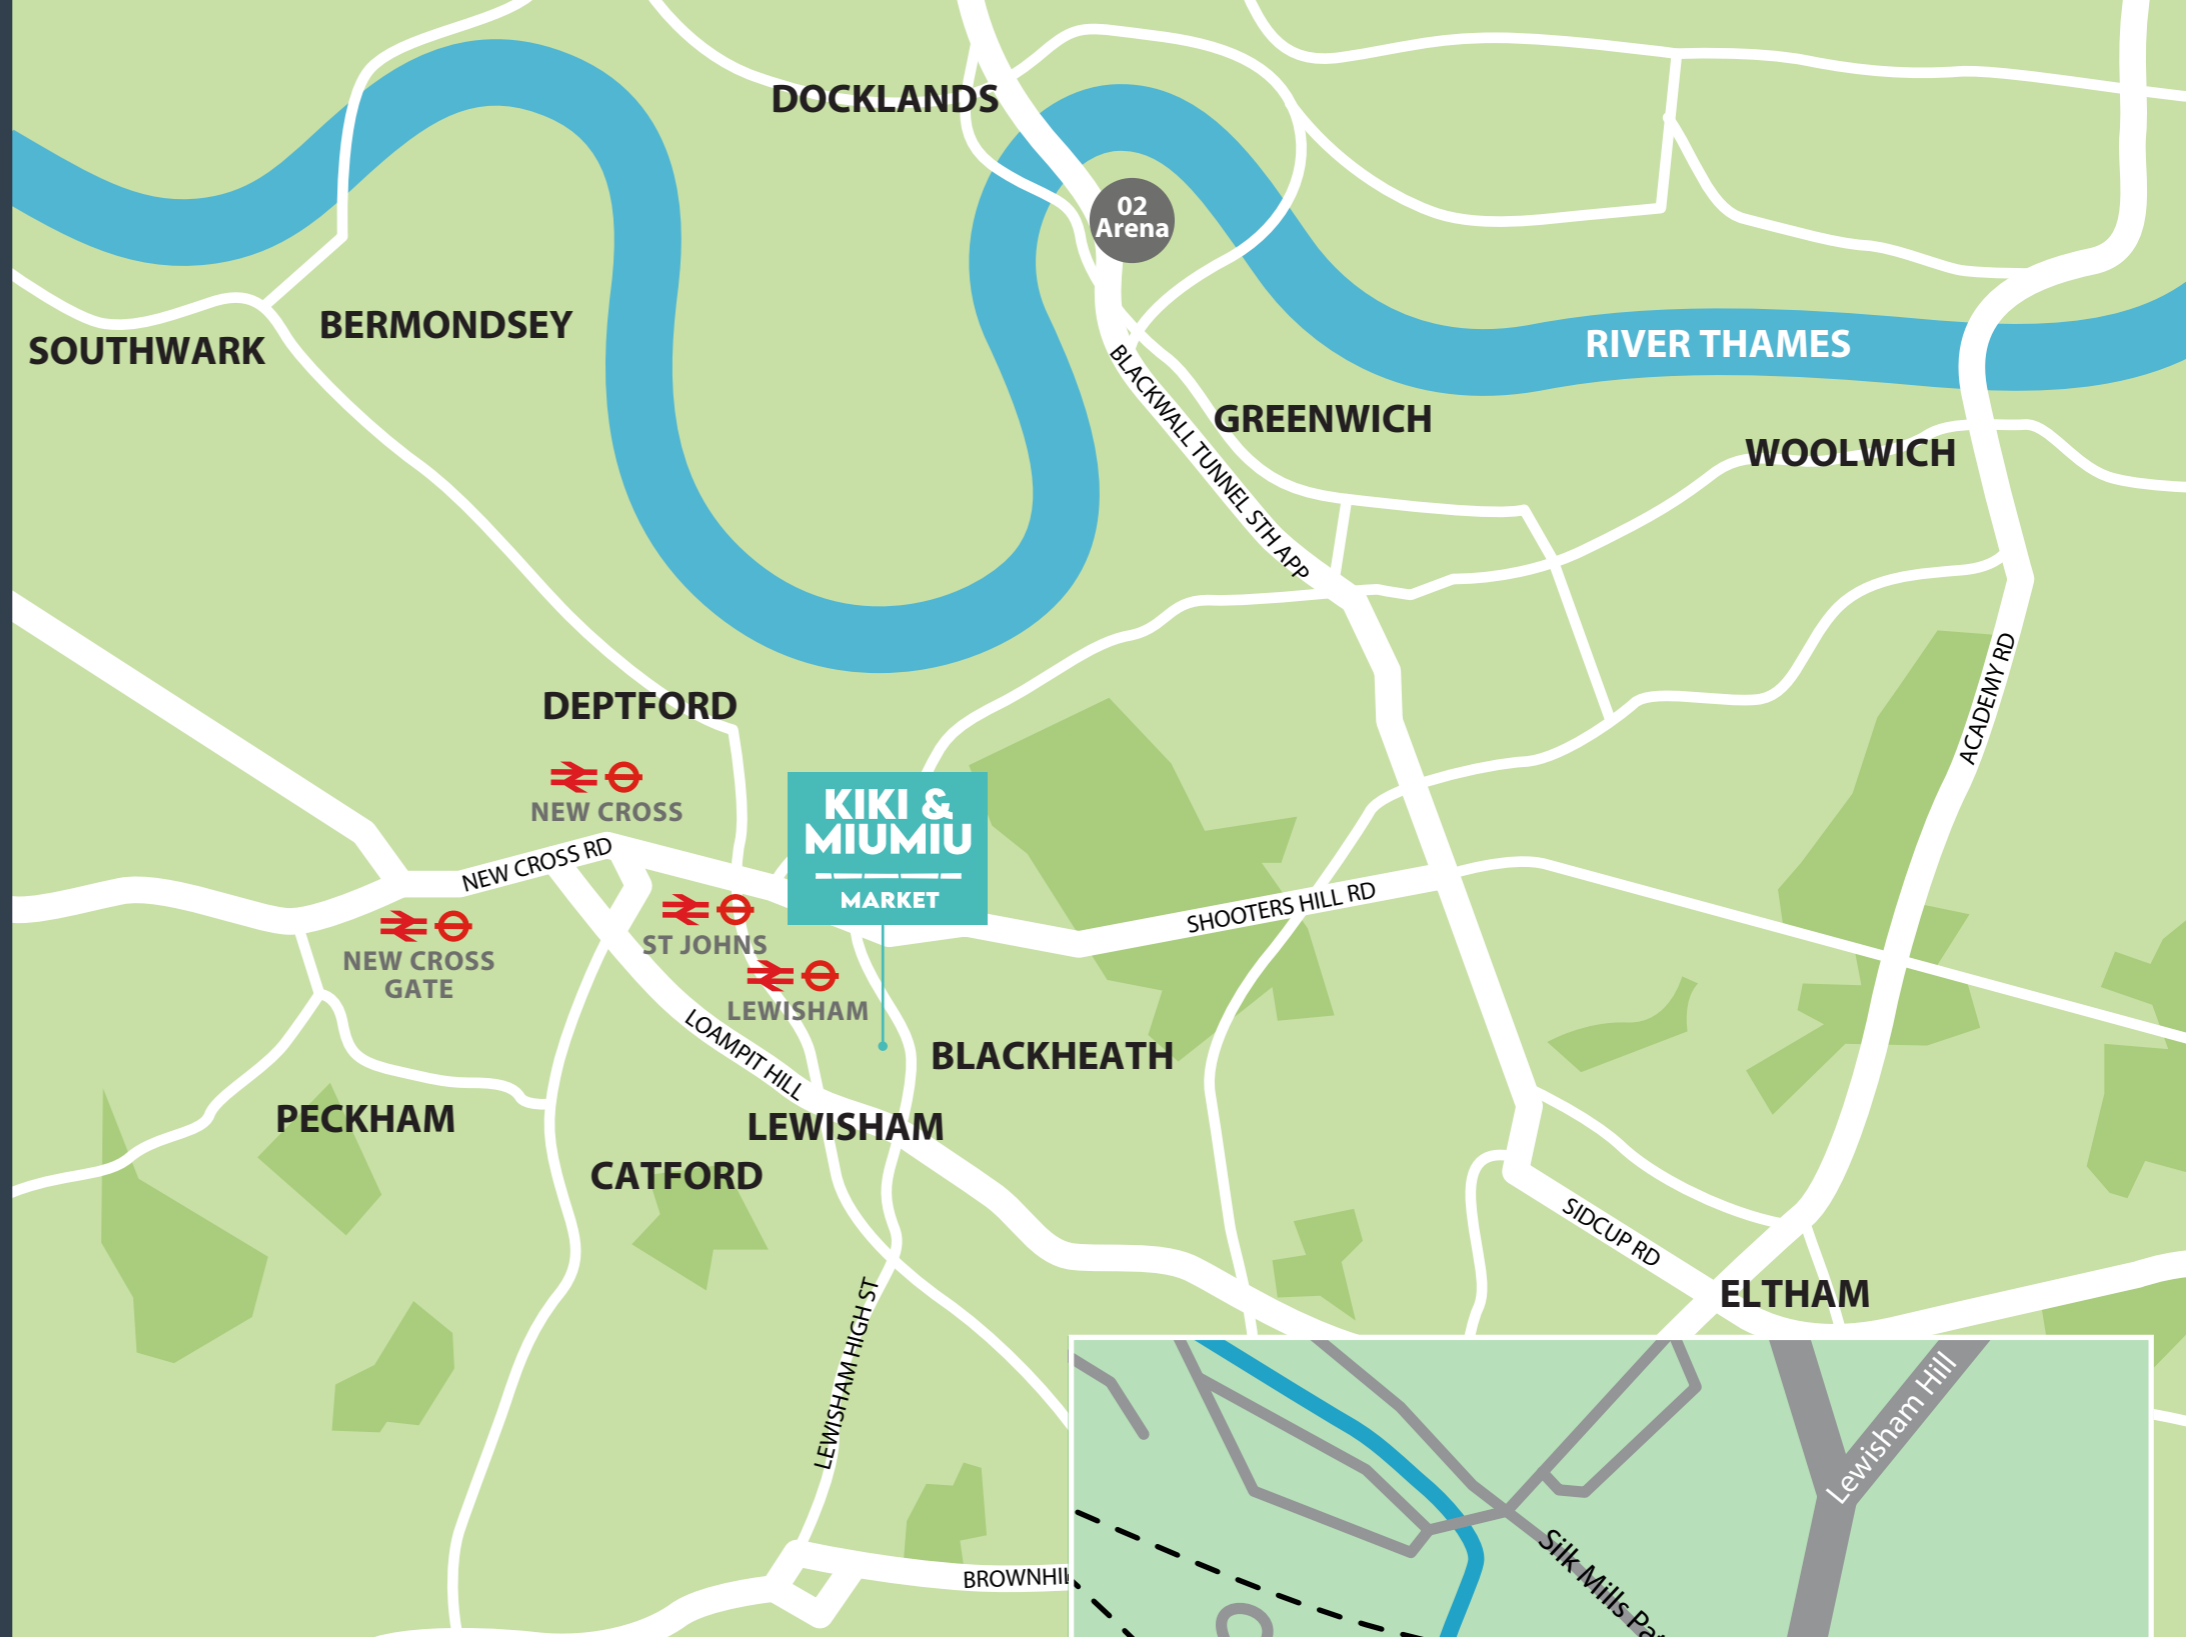 DOCKLANDS
02
Arena
SOUTHWARK
BERMONDSEY
RIVER THAMES
BLACKWALL TUNNEL STH APP
GREENWICH
WOOLWICH
ACADEMY RD
DEPTFORD
NEW CROSS
KIKI &
MIUMIU
MARKET
NEW CROSS RD
SHOOTERS HILL RD
NEW CROSS
GATE
ST JOHNS
LEWISHAM
LOAMPIT HILL
BLACKHEATH
PECKHAM
LEWISHAM
CATFORD
SIDCUP RD
ELTHAM
LEWISHAM HIGH ST
Lewisham Hill
Silk Mills
BROWNHI